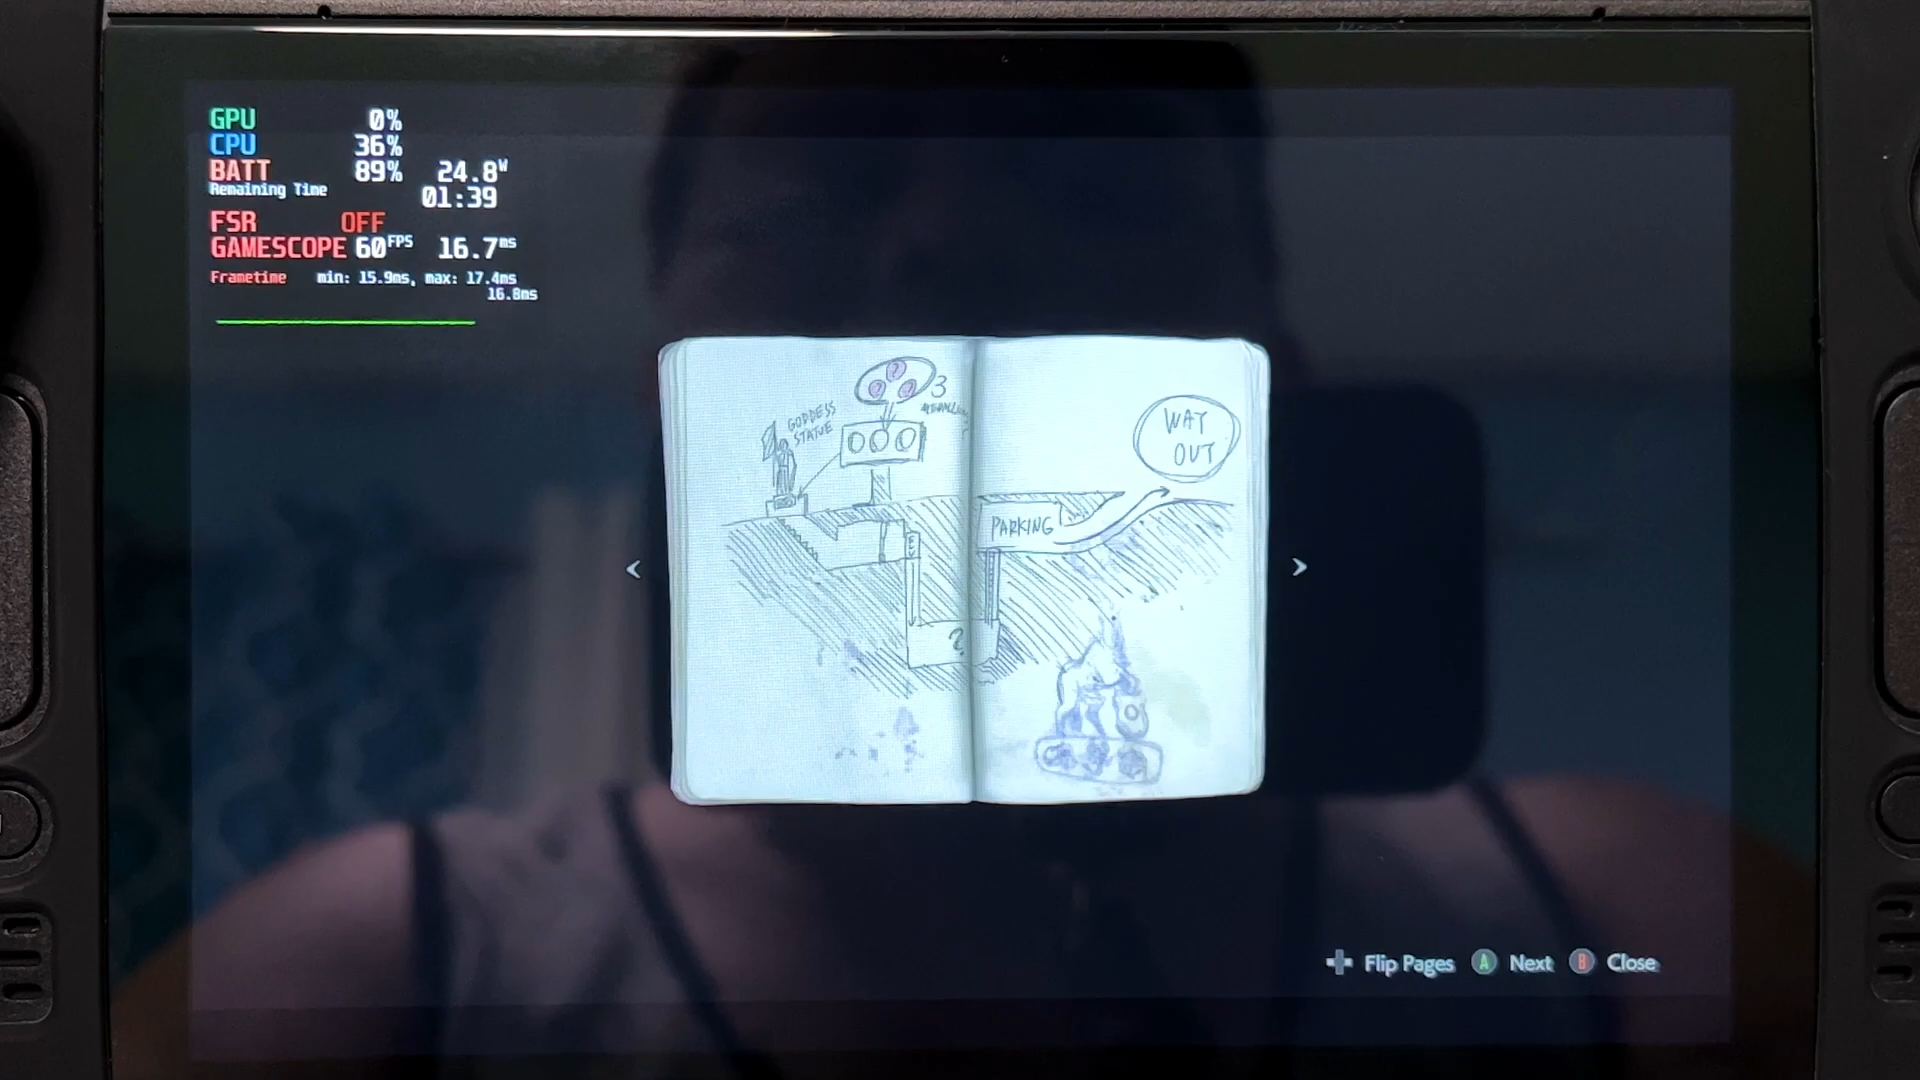 GPU 0%
CPU 36%
BATT 89% 24.8W
Remaining Time 01:39
FSR OFF
GAMESCOPE 60FPS 16.7ms
Frametime min: 15.9ms, max: 17.4ms
16.8ms
3
GODDESS
STATUE
WAY
OUT
PARKING
ELV
?
< >
Flip Pages A Next B Close